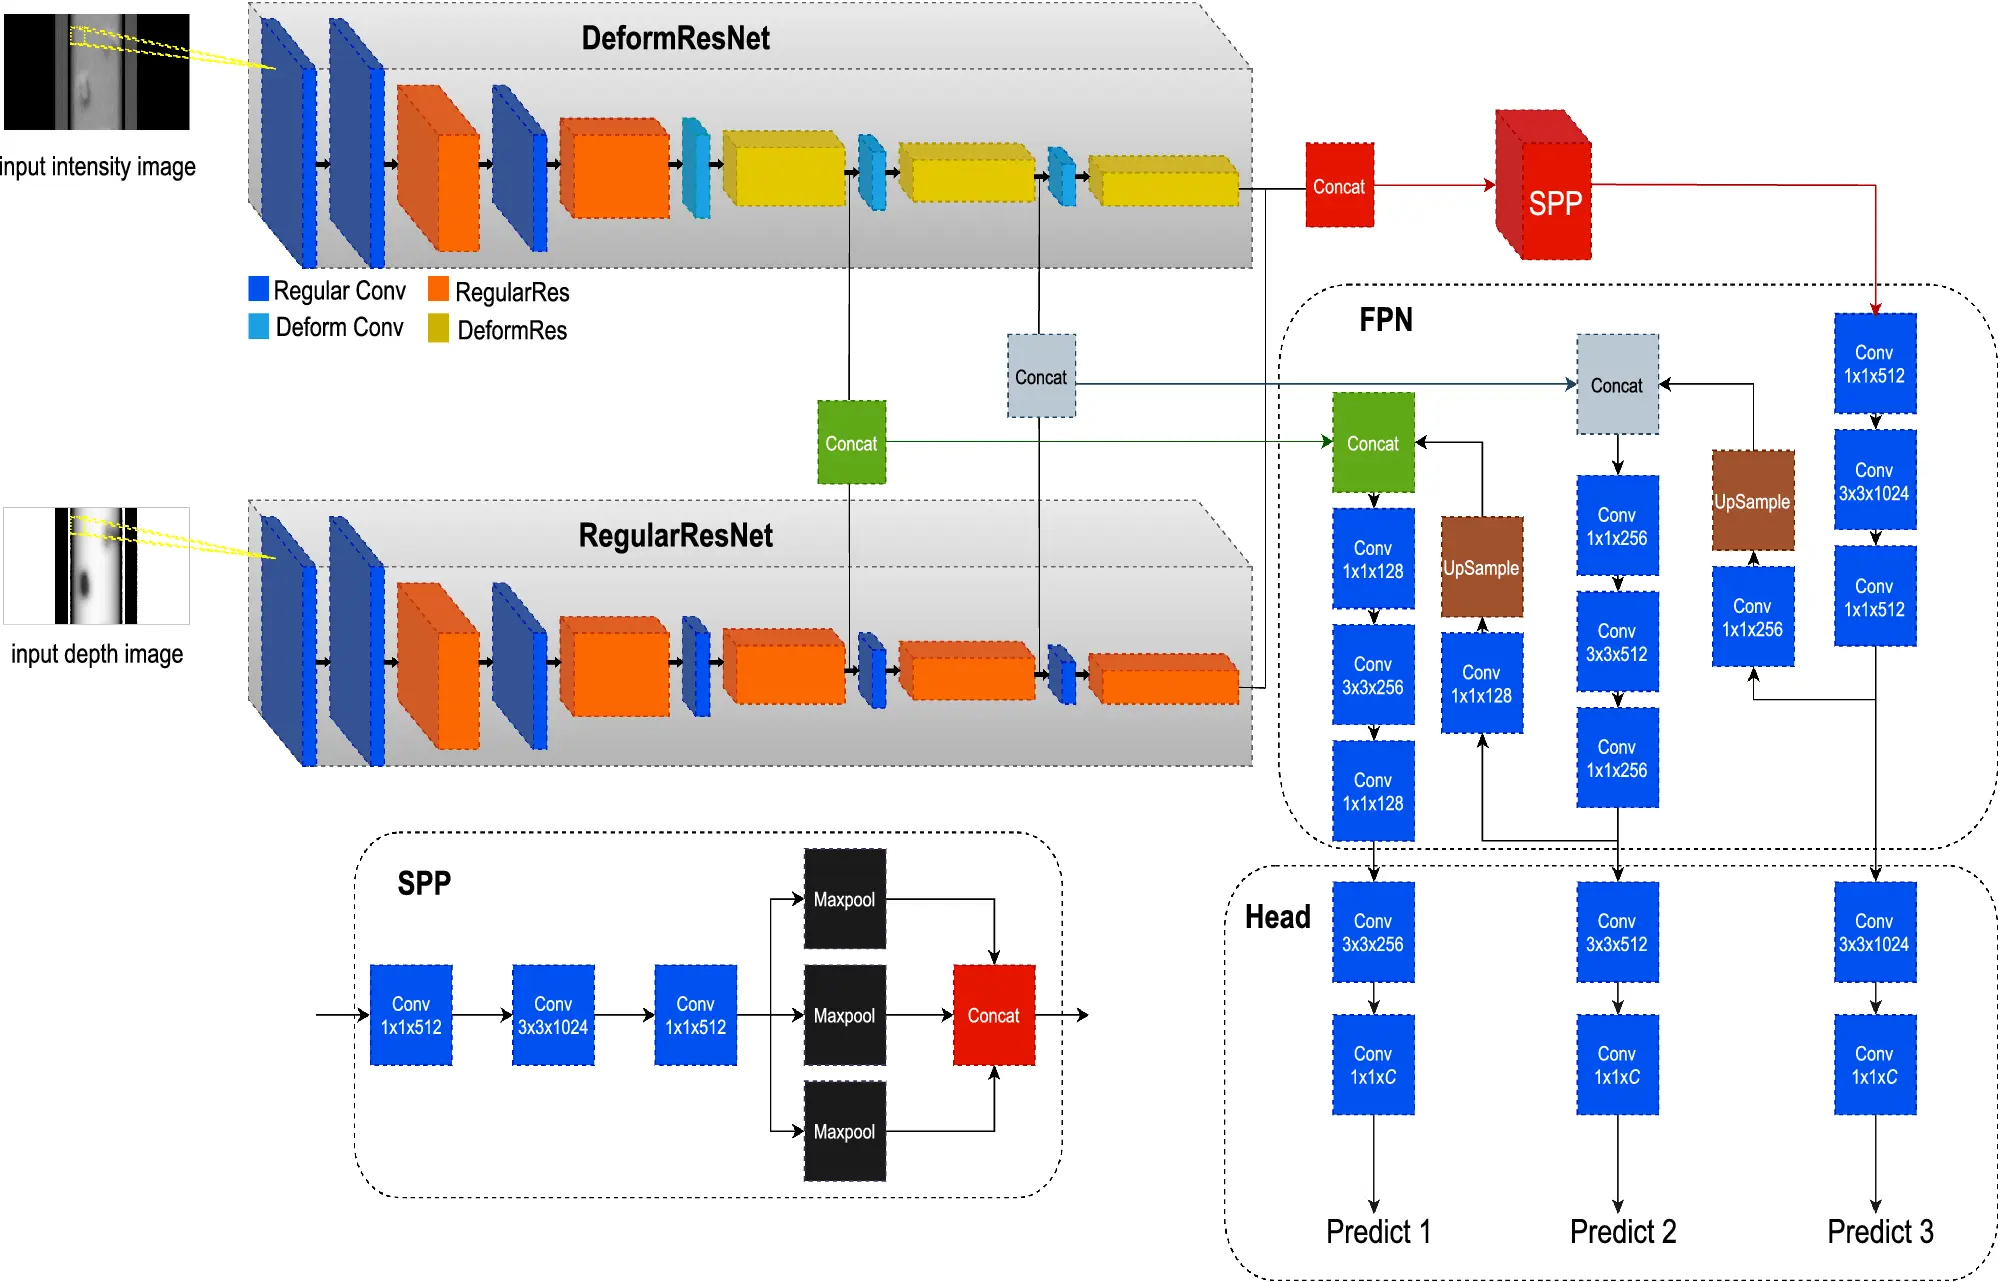 DeformResNet
input intensity image
Concat
SPP
Regular Conv
RegularRes
Deform Conv
DeformRes
FPN
Conv
1x1x512
Concat
Concat
Concat
Concat
Conv
3x3x1024
UpSample
Conv
1x1x256
RegularResNet
Conv
1x1x128
UpSample
Conv
3x3x512
Conv
1x1x256
Conv
1x1x512
input depth image
Conv
3x3x256
Conv
1x1x128
Conv
1x1x256
Conv
1x1x128
SPP
Maxpool
Conv
1x1x512
Conv
3x3x1024
Conv
1x1x512
Maxpool
Concat
Maxpool
Head
Conv
3x3x256
Conv
3x3x512
Conv
3x3x1024
Conv
1x1xC
Conv
1x1xC
Conv
1x1xC
Predict 1
Predict 2
Predict 3